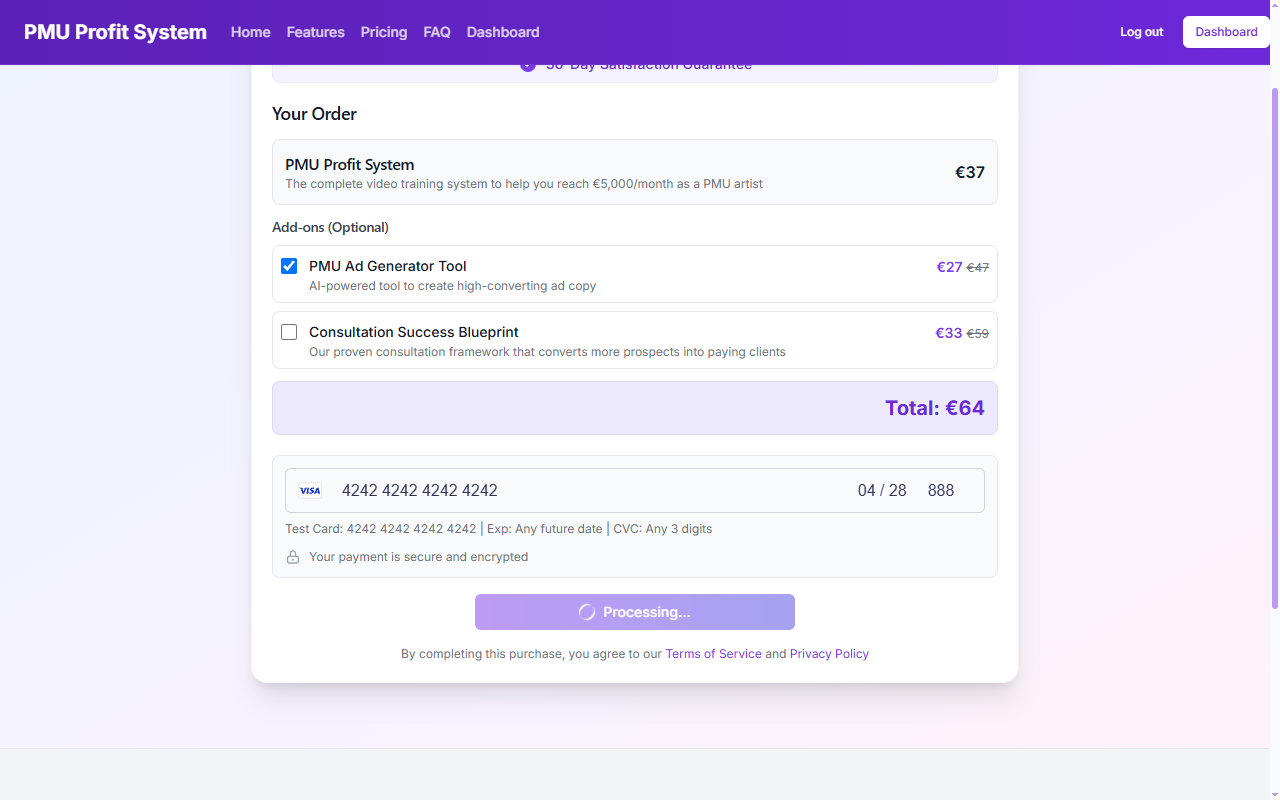 PMU Profit System Home Features Pricing FAQ Dashboard Log out Dashboard
30-Day Satisfaction Guarantee
Your Order
PMU Profit System €37
The complete video training system to help you reach €5,000/month as a PMU artist
Add-ons (Optional)
PMU Ad Generator Tool €27 €47
AI-powered tool to create high-converting ad copy
Consultation Success Blueprint €33 €59
Our proven consultation framework that converts more prospects into paying clients
Total: €64
VISA 4242 4242 4242 4242 04 / 28 888
Test Card: 4242 4242 4242 4242 | Exp: Any future date | CVC: Any 3 digits
Your payment is secure and encrypted
Processing...
By completing this purchase, you agree to our Terms of Service and Privacy Policy